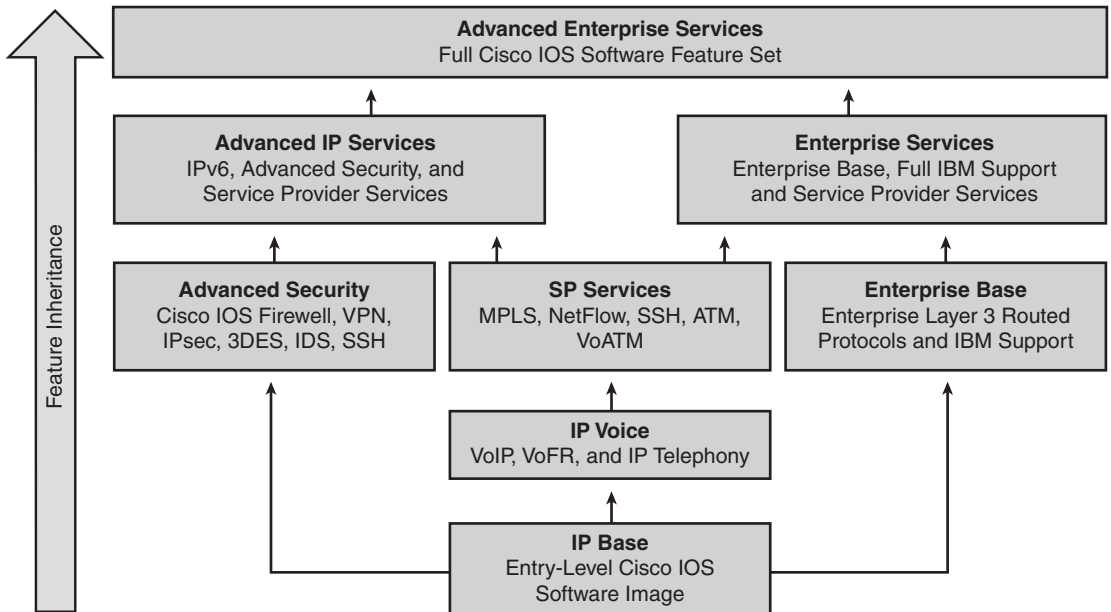 Advanced Enterprise Services
Full Cisco IOS Software Feature Set
Advanced IP Services
IPv6, Advanced Security, and
Service Provider Services
Enterprise Services
Enterprise Base, Full IBM Support
and Service Provider Services
Feature Inheritance
Advanced Security
Cisco IOS Firewell, VPN,
IPsec, 3DES, IDS, SSH
SP Services
MPLS, NetFlow, SSH, ATM,
VoATM
Enterprise Base
Enterprise Layer 3 Routed
Protocols and IBM Support
IP Voice
VoIP, VoFR, and IP Telephony
IP Base
Entry-Level Cisco IOS
Software Image